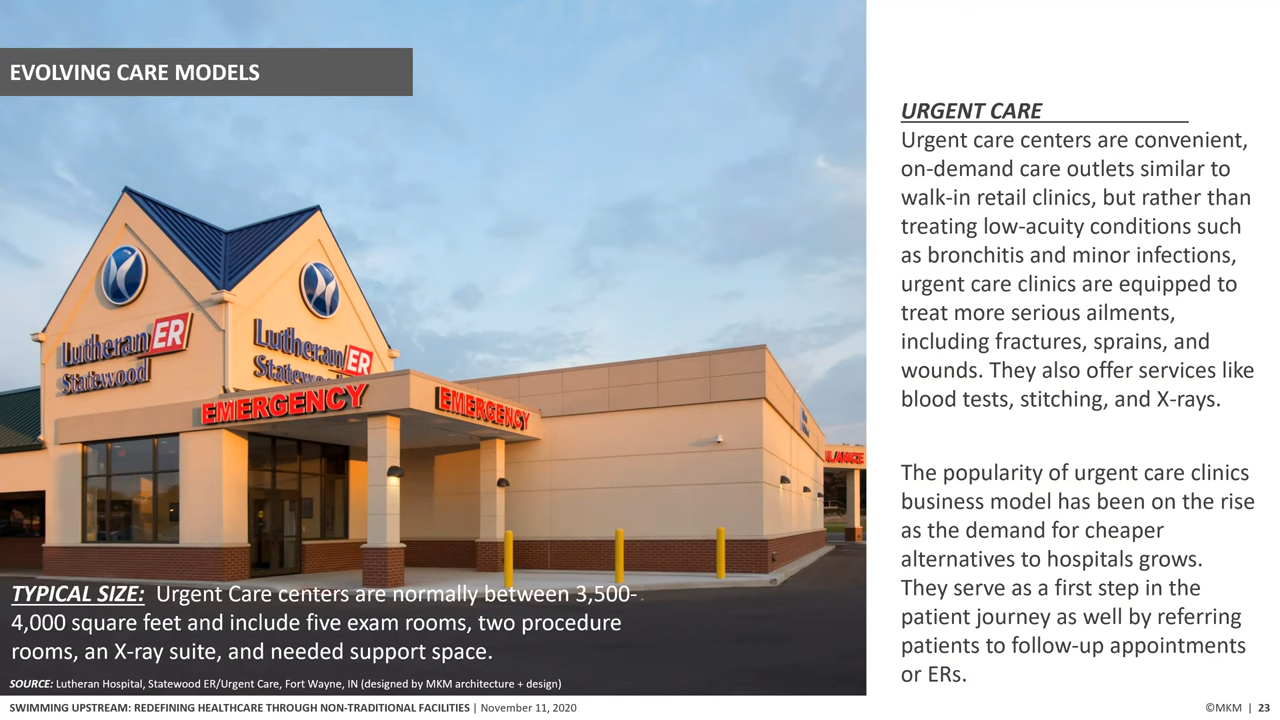 EVOLVING CARE MODELS
Lutheran ER
Statewood
Lutheran ER
EMERGENCY
EMERGENCY
TYPICAL SIZE: Urgent Care centers are normally between 3,500-
4,000 square feet and include five exam rooms, two procedure
rooms, an X-ray suite, and needed support space.
SOURCE: Lutheran Hospital, Statewood ER/Urgent Care, Fort Wayne, IN (designed by MKM architecture + design)
URGENT CARE
Urgent care centers are convenient,
on-demand care outlets similar to
walk-in retail clinics, but rather than
treating low-acuity conditions such
as bronchitis and minor infections,
urgent care clinics are equipped to
treat more serious ailments,
including fractures, sprains, and
wounds. They also offer services like
blood tests, stitching, and X-rays.
The popularity of urgent care clinics
business model has been on the rise
as the demand for cheaper
alternatives to hospitals grows.
They serve as a first step in the
patient journey as well by referring
patients to follow-up appointments
or ERs.
SWIMMING UPSTREAM: REDEFINING HEALTHCARE THROUGH NON-TRADITIONAL FACILITIES | November 11, 2020
©MKM | 23